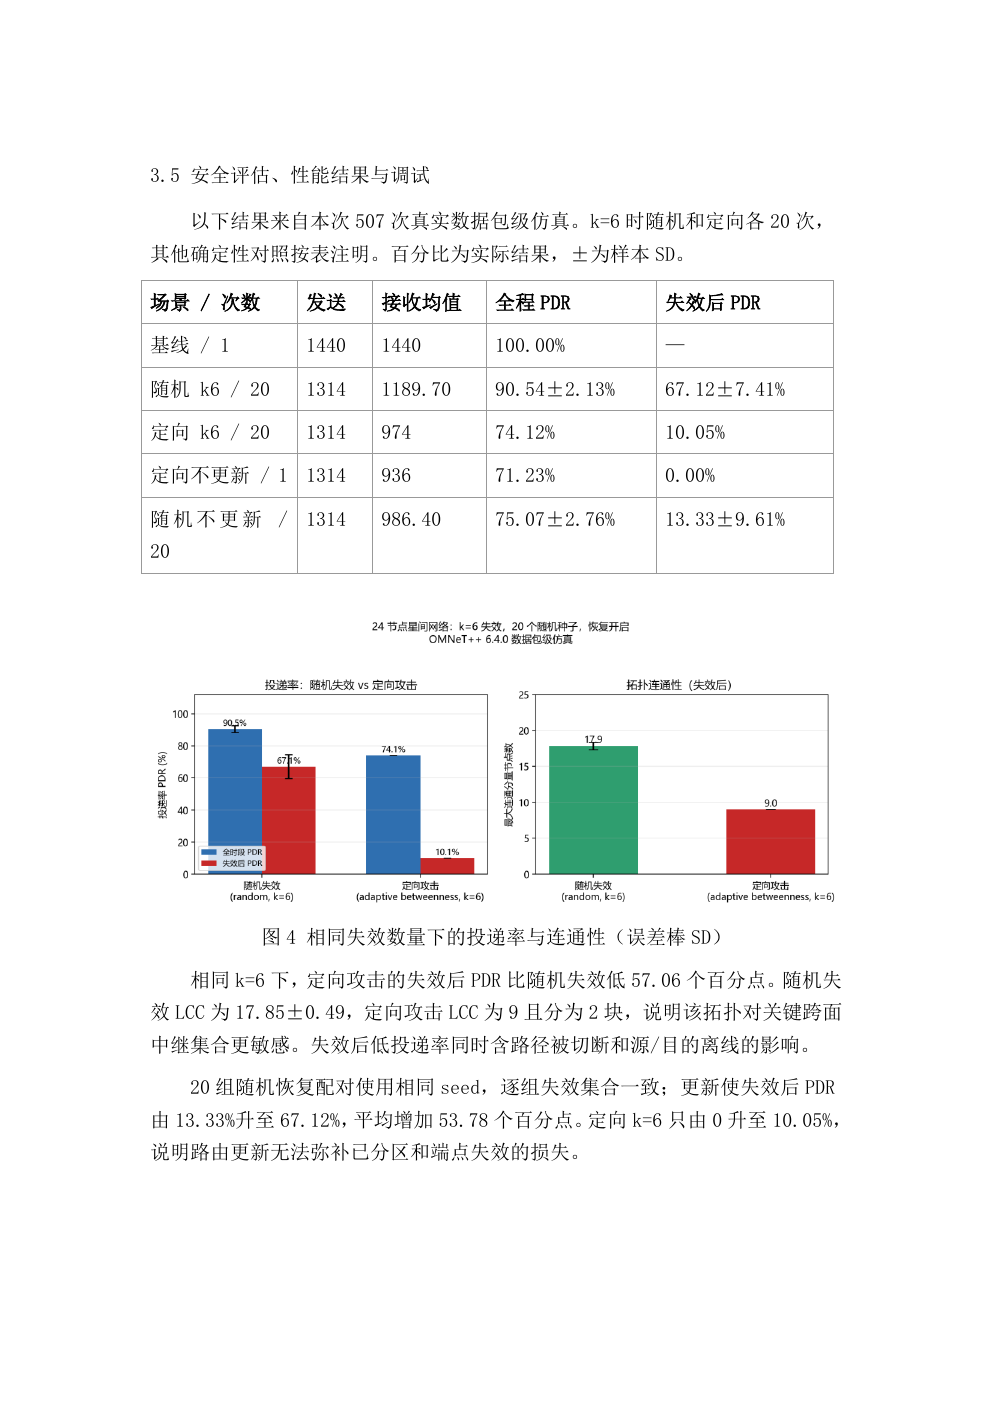 3.5 安全评估、性能结果与调试
以下结果来自本次 507 次真实数据包级仿真。k=6 时随机和定向各 20 次，
其他确定性对照按表注明。百分比为实际结果，±为样本 SD。
场景 / 次数 发送 接收均值 全程 PDR 失效后 PDR
基线 / 1 1440 1440 100.00% —
随机 k6 / 20 1314 1189.70 90.54±2.13% 67.12±7.41%
定向 k6 / 20 1314 974 74.12% 10.05%
定向不更新 / 1 1314 936 71.23% 0.00%
随机不更新 / 1314 986.40 75.07±2.76% 13.33±9.61%
20
24 节点星间网络：k=6 失效，20 个随机种子，恢复开启
OMNeT++ 6.4.0 数据包级仿真
投递率：随机失效 vs 定向攻击
投递率 PDR (%)
100
80
60
40
20
0
90.5%
67.1%
74.1%
10.1%
全时段 PDR
失效后 PDR
随机失效
(random, k=6)
定向攻击
(adaptive betweenness, k=6)
拓扑连通性（失效后）
最大连通分量节点数
25
20
15
10
5
0
17.9
9.0
随机失效
(random, k=6)
定向攻击
(adaptive betweenness, k=6)
图 4 相同失效数量下的投递率与连通性（误差棒 SD）
相同 k=6 下，定向攻击的失效后 PDR 比随机失效低 57.06 个百分点。随机失
效 LCC 为 17.85±0.49，定向攻击 LCC 为 9 且分为 2 块，说明该拓扑对关键跨面
中继集合更敏感。失效后低投递率同时含路径被切断和源/目的离线的影响。
20 组随机恢复配对使用相同 seed，逐组失效集合一致；更新使失效后 PDR
由 13.33%升至 67.12%，平均增加 53.78 个百分点。定向 k=6 只由 0 升至 10.05%，
说明路由更新无法弥补已分区和端点失效的损失。